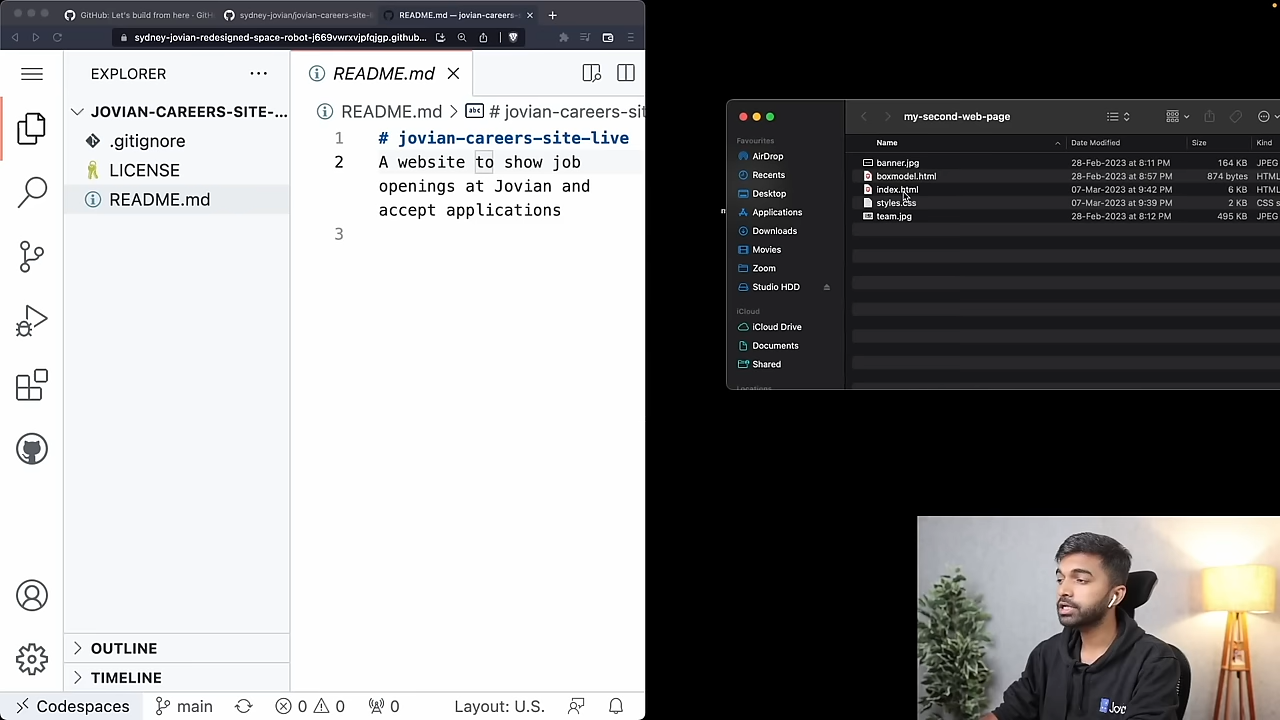 GitHub: Let's build from here · GitH
sydney-jovian/jovian-careers-site-l
README.md — jovian-careers-
sydney-jovian-redesigned-space-robot-j669vwrxvjpfqjgp.github...
EXPLORER
README.md
JOVIAN-CAREERS-SITE-...
README.md > # jovian-careers-sit
.gitignore
LICENSE
README.md
1 # jovian-careers-site-live
2 A website to show job
openings at Jovian and
accept applications
3
OUTLINE
TIMELINE
Codespaces
main
0 0
0
Layout: U.S.
my-second-web-page
Favourites
AirDrop
Recents
Desktop
Applications
Downloads
Movies
Zoom
Studio HDD
iCloud
iCloud Drive
Documents
Shared
Locations
Name Date Modified Size Kind
banner.jpg 28-Feb-2023 at 8:11 PM 164 KB JPEG
boxmodel.html 28-Feb-2023 at 8:57 PM 874 bytes HTML
index.html 07-Mar-2023 at 9:42 PM 6 KB HTML
styles.css 07-Mar-2023 at 9:39 PM 2 KB CSS s
team.jpg 28-Feb-2023 at 8:12 PM 495 KB JPEG